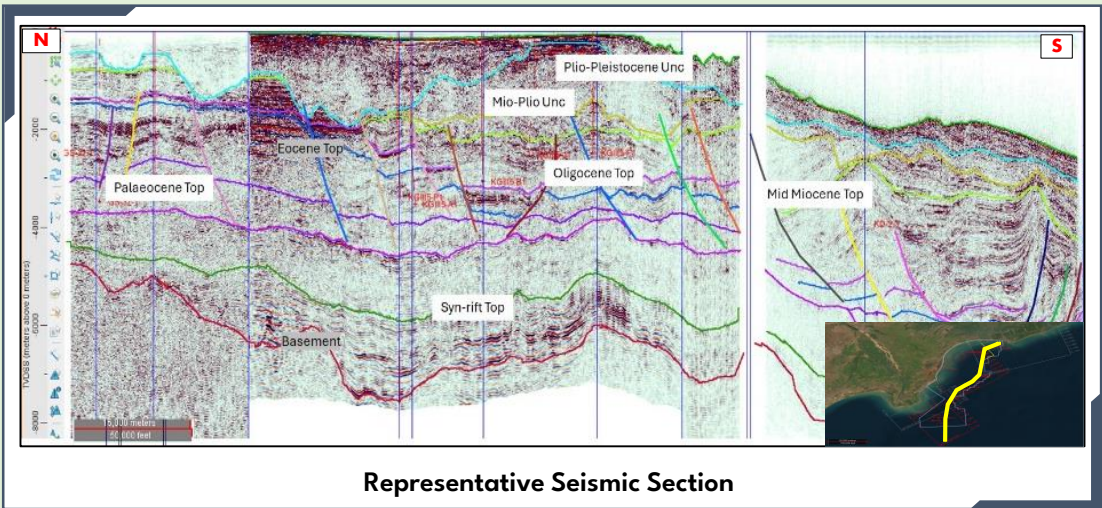 N
S
Plio-Pleistocene Unc
Mio-Plio Unc
Eocene Top
Oligocene Top
Palaeocene Top
Mid Miocene Top
Syn-rift Top
Basement
-2000
-4000
-6000
-8000
TVDSS (meters above 0 meters)
15,000 meters
50,000 feet
Representative Seismic Section